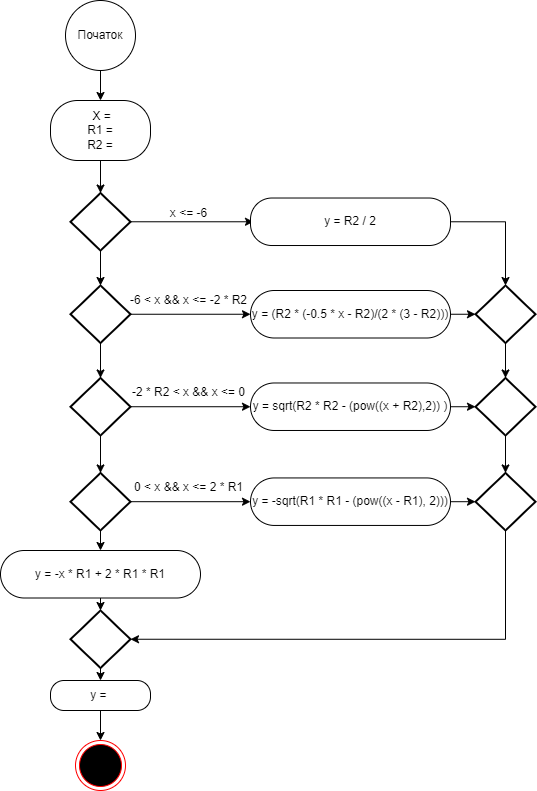 Початок
X =
R1 =
R2 =
x <= -6
y = R2 / 2
-6 < x && x <= -2 * R2
y = (R2 * (-0.5 * x - R2)/(2 * (3 - R2)))
-2 * R2 < x && x <= 0
y = sqrt(R2 * R2 - (pow((x + R2),2)) )
0 < x && x <= 2 * R1
y = -sqrt(R1 * R1 - (pow((x - R1), 2)))
y = -x * R1 + 2 * R1 * R1
y =